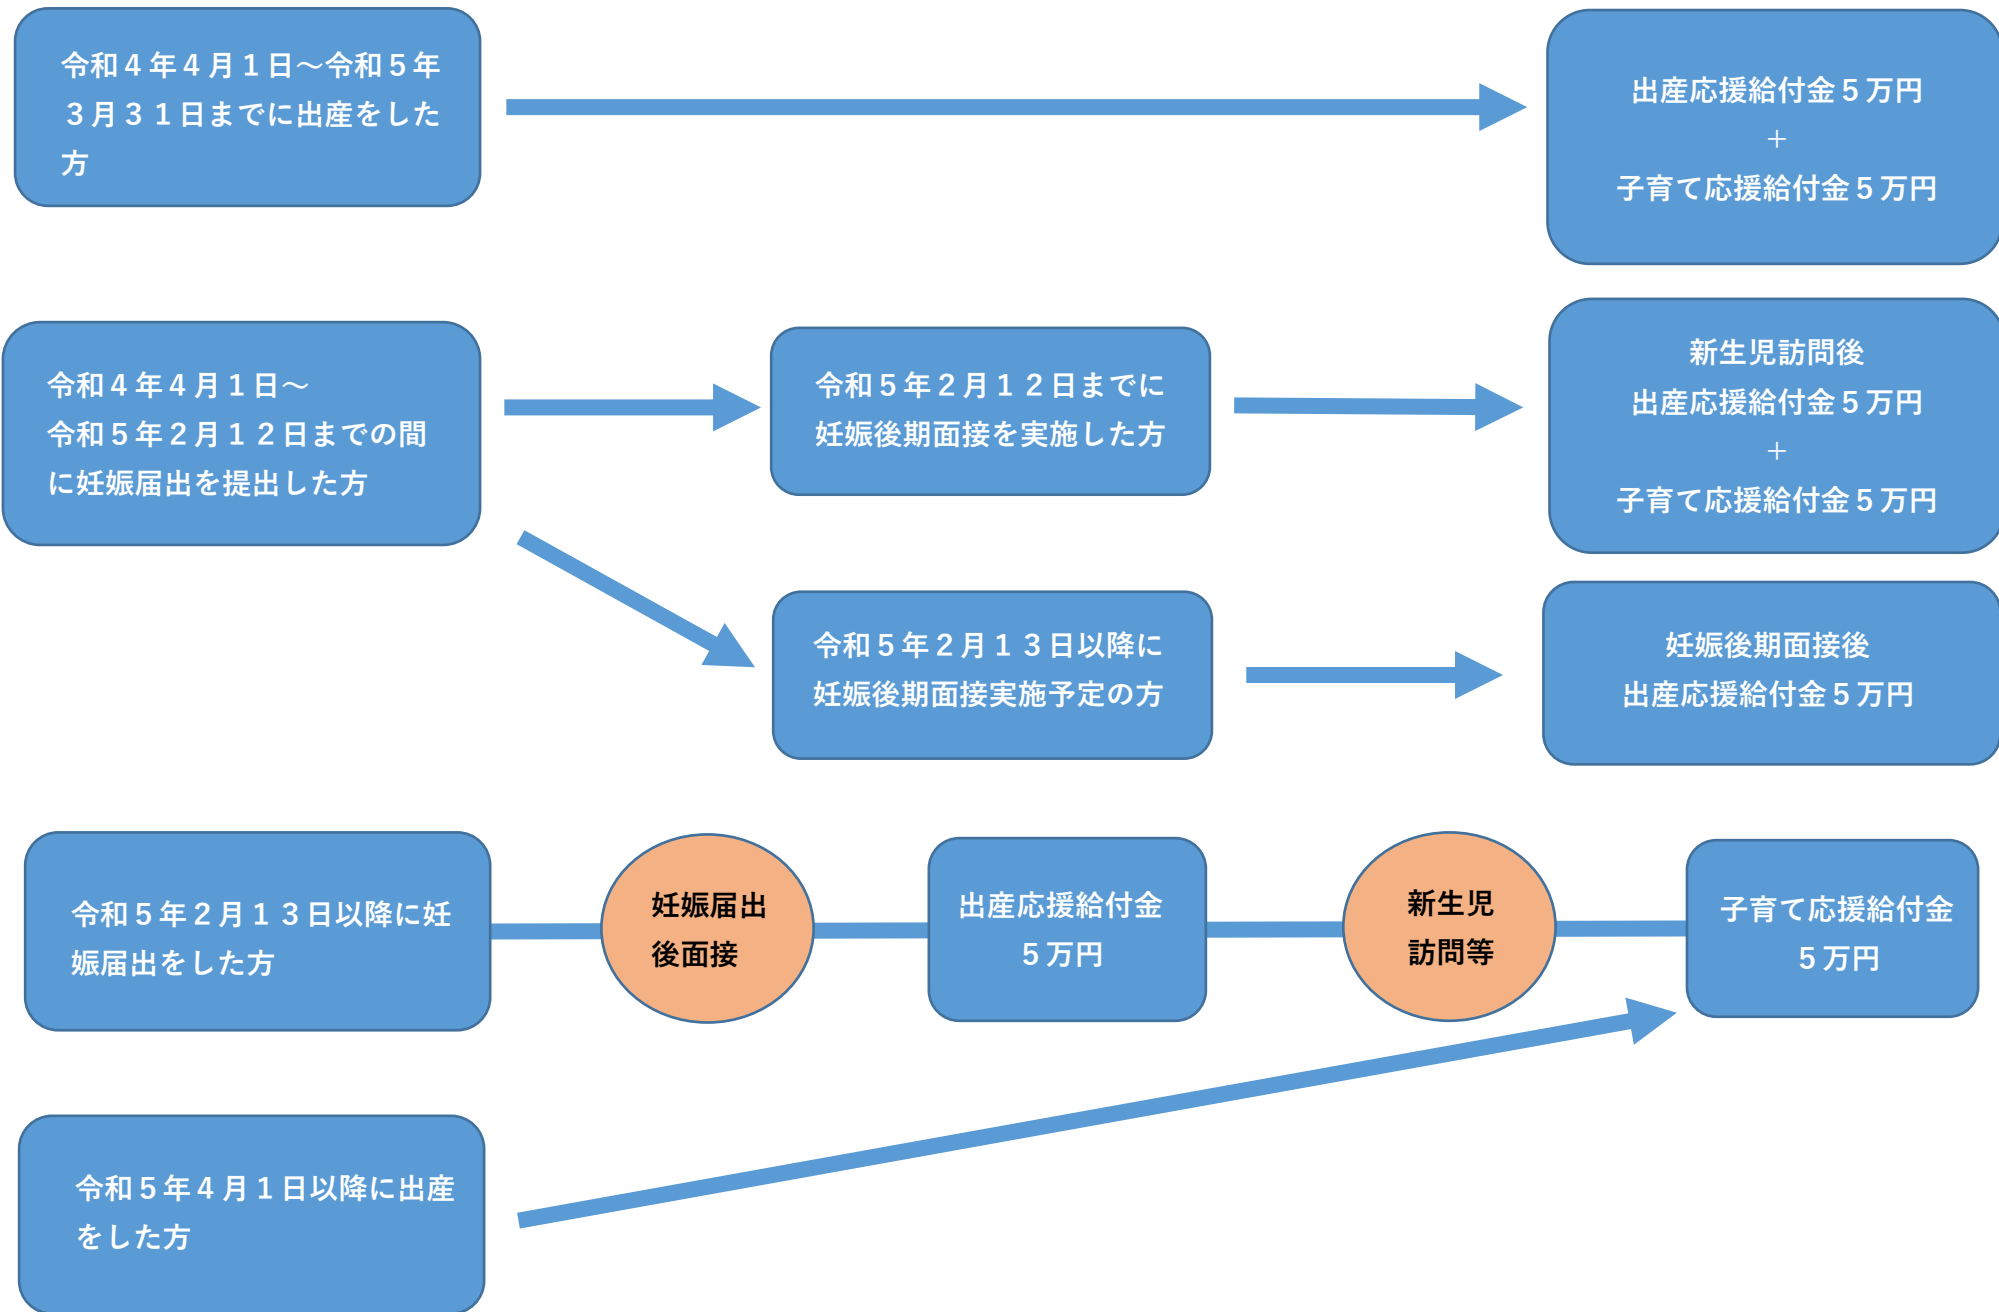 令和４年４月１日～令和５年
３月３１日までに出産をした
方
出産応援給付金５万円
＋
子育て応援給付金５万円
令和４年４月１日～
令和５年２月１２日までの間
に妊娠届出を提出した方
令和５年２月１２日までに
妊娠後期面接を実施した方
新生児訪問後
出産応援給付金５万円
＋
子育て応援給付金５万円
令和５年２月１３日以降に
妊娠後期面接実施予定の方
妊娠後期面接後
出産応援給付金５万円
令和５年２月１３日以降に妊
娠届出をした方
妊娠届出
後面接
出産応援給付金
５万円
新生児
訪問等
子育て応援給付金
５万円
令和５年４月１日以降に出産
をした方